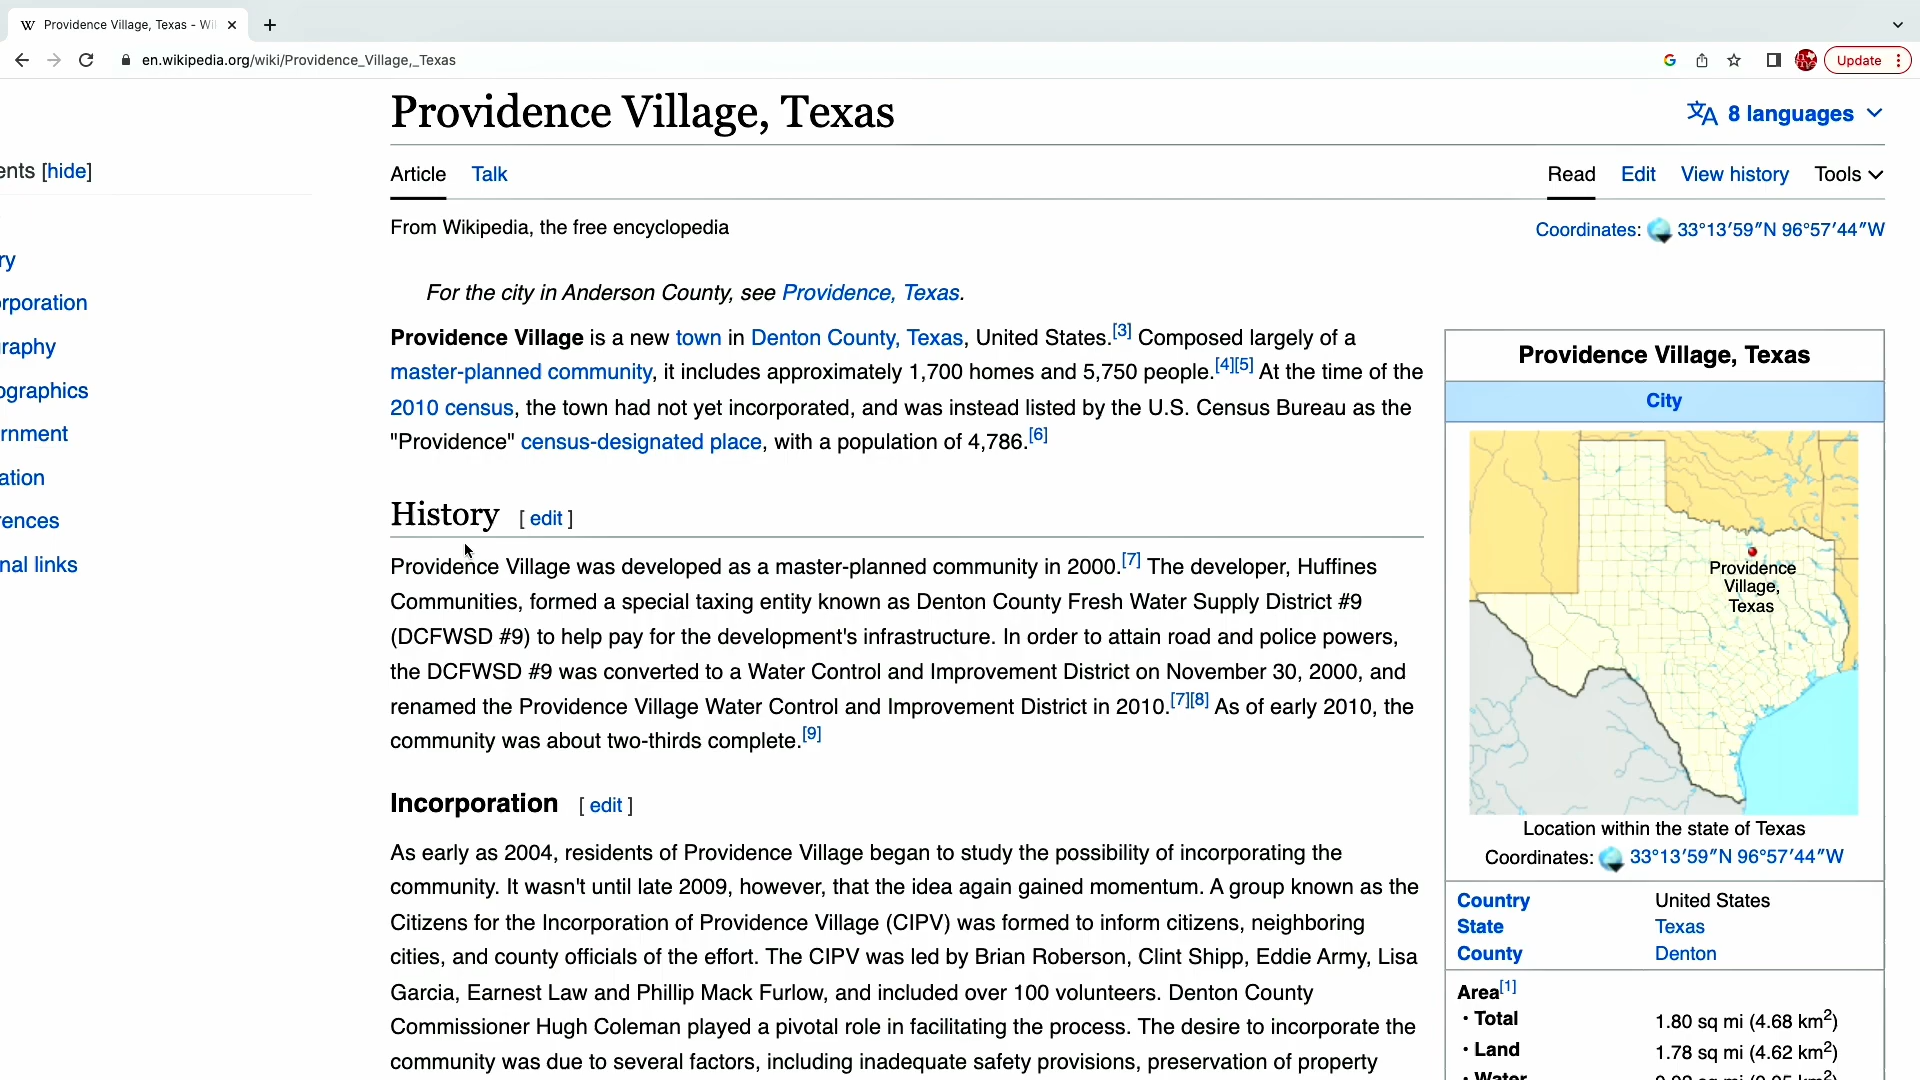 Providence Village, Texas - Wi
en.wikipedia.org/wiki/Providence_Village,_Texas
Update
Providence Village, Texas
8 languages
ents [hide]
Article Talk
Read Edit View history Tools
From Wikipedia, the free encyclopedia
Coordinates: 33°13′59″N 96°57′44″W
ry
rporation
raphy
ographics
rnment
ation
rences
nal links
For the city in Anderson County, see Providence, Texas.
Providence Village is a new town in Denton County, Texas, United States.[3] Composed largely of a
master-planned community, it includes approximately 1,700 homes and 5,750 people.[4][5] At the time of the
2010 census, the town had not yet incorporated, and was instead listed by the U.S. Census Bureau as the
"Providence" census-designated place, with a population of 4,786.[6]
History [ edit ]
Providence Village was developed as a master-planned community in 2000.[7] The developer, Huffines
Communities, formed a special taxing entity known as Denton County Fresh Water Supply District #9
(DCFWSD #9) to help pay for the development's infrastructure. In order to attain road and police powers,
the DCFWSD #9 was converted to a Water Control and Improvement District on November 30, 2000, and
renamed the Providence Village Water Control and Improvement District in 2010.[7][8] As of early 2010, the
community was about two-thirds complete.[9]
Incorporation [ edit ]
As early as 2004, residents of Providence Village began to study the possibility of incorporating the
community. It wasn't until late 2009, however, that the idea again gained momentum. A group known as the
Citizens for the Incorporation of Providence Village (CIPV) was formed to inform citizens, neighboring
cities, and county officials of the effort. The CIPV was led by Brian Roberson, Clint Shipp, Eddie Army, Lisa
Garcia, Earnest Law and Phillip Mack Furlow, and included over 100 volunteers. Denton County
Commissioner Hugh Coleman played a pivotal role in facilitating the process. The desire to incorporate the
community was due to several factors, including inadequate safety provisions, preservation of property
Providence Village, Texas
City
Providence
Village,
Texas
Location within the state of Texas
Coordinates: 33°13′59″N 96°57′44″W
Country United States
State Texas
County Denton
Area[1]
• Total 1.80 sq mi (4.68 km2)
• Land 1.78 sq mi (4.62 km2)
• Water